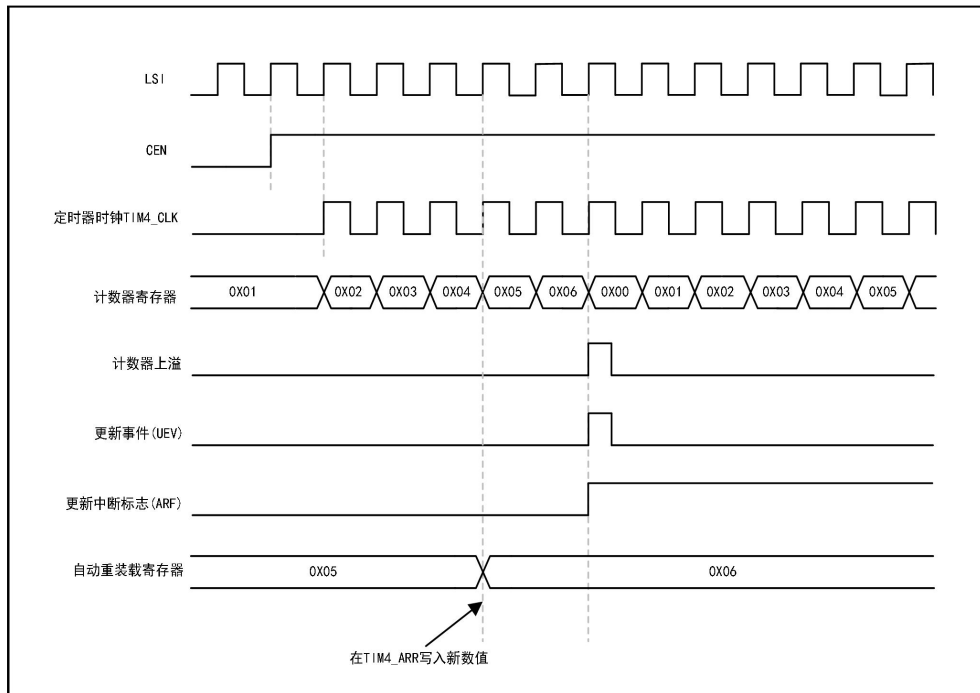 LSI
CEN
定时器时钟TIM4_CLK
计数器寄存器 0X01 0X02 0X03 0X04 0X05 0X06 0X00 0X01 0X02 0X03 0X04 0X05
计数器上溢
更新事件(UEV)
更新中断标志(ARF)
自动重装载寄存器 0X05 0X06
在TIM4_ARR写入新数值